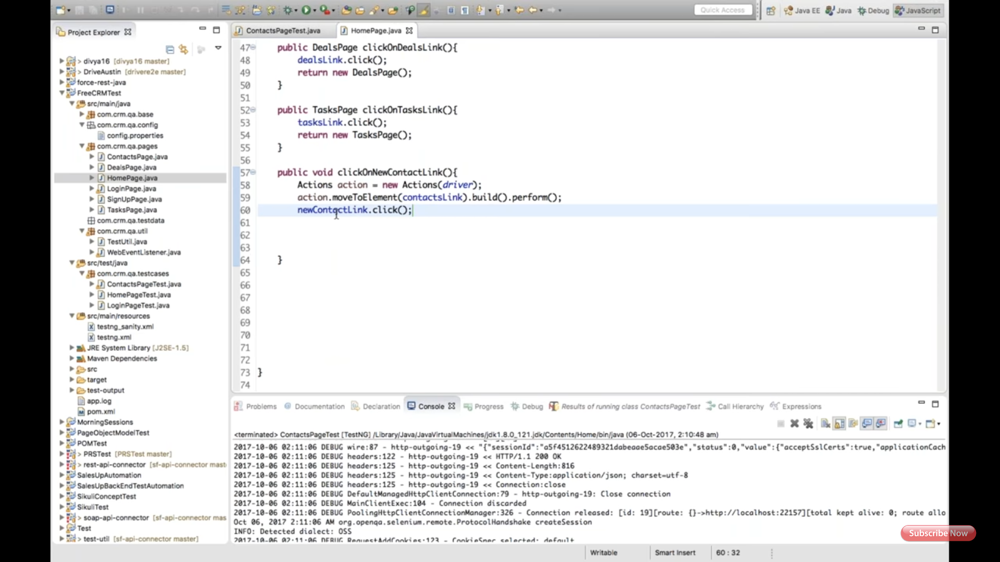 Quick Access
Java EE
Java
Debug
JavaScript
Project Explorer
ContactsPageTest.java
HomePage.java
> divya16 [divya16 master]
> DriveAustin [drivere2e master]
force-rest-java
FreeCRMTest
src/main/java
com.crm.qa.base
com.crm.qa.config
config.properties
com.crm.qa.pages
ContactsPage.java
DealsPage.java
HomePage.java
LoginPage.java
SignUpPage.java
TasksPage.java
com.crm.qa.testdata
com.crm.qa.util
TestUtil.java
WebEventListener.java
src/test/java
com.crm.qa.testcases
ContactsPageTest.java
HomePageTest.java
LoginPageTest.java
src/main/resources
testng_sanity.xml
testng.xml
JRE System Library [J2SE-1.5]
Maven Dependencies
src
target
test-output
app.log
pom.xml
MorningSessions
PageObjectModelTest
POMTest
> PRSTest [PRSTest master]
> rest-api-connector [sf-api-connector mast
SalesUpAutomation
SalesUpBackEndTestAutomation
SikuliConceptTest
SikuliTest
> soap-api-connector [sf-api-connector mas
Test
> test-util [sf-api-connector master]
47 public DealsPage clickOnDealsLink(){
48 dealsLink.click();
49 return new DealsPage();
50 }
51
52 public TasksPage clickOnTasksLink(){
53 tasksLink.click();
54 return new TasksPage();
55 }
56
57 public void clickOnNewContactLink(){
58 Actions action = new Actions(driver);
59 action.moveToElement(contactsLink).build().perform();
60 newContactLink.click();
61
62
63
64 }
65
66
67
68
69
70
71
72
73 }
74
Problems
Documentation
Declaration
Console
Progress
Debug
Results of running class ContactsPageTest
Call Hierarchy
Expressions
<terminated> ContactsPageTest [TestNG] /Library/Java/JavaVirtualMachines/jdk1.8.0_121.jdk/Contents/Home/bin/java (06-Oct-2017, 2:10:48 am)
2017-10-06 02:11:06 DEBUG wire:87 - http-outgoing-19 << "{"sessionId":"a5f4512622489321dabeaae5acae503e","status":0,"value":{"acceptSslCerts":true,"applicationCach
2017-10-06 02:11:06 DEBUG headers:122 - http-outgoing-19 << HTTP/1.1 200 OK
2017-10-06 02:11:06 DEBUG headers:125 - http-outgoing-19 << Content-Length:816
2017-10-06 02:11:06 DEBUG headers:125 - http-outgoing-19 << Content-Type:application/json; charset=utf-8
2017-10-06 02:11:06 DEBUG headers:125 - http-outgoing-19 << Connection:close
2017-10-06 02:11:06 DEBUG DefaultManagedHttpClientConnection:79 - http-outgoing-19: Close connection
2017-10-06 02:11:06 DEBUG MainClientExec:104 - Connection discarded
2017-10-06 02:11:06 DEBUG PoolingHttpClientConnectionManager:326 - Connection released: [id: 19][route: {}->http://localhost:22157][total kept alive: 0; route allo
Oct 06, 2017 2:11:06 AM org.openqa.selenium.remote.ProtocolHandshake createSession
INFO: Detected dialect: OSS
2017-10-06 02:11:06 DEBUG RequestAddCookies:123 - CookieSpec selected: default
Subscribe Now
Writable
Smart Insert
60 : 32